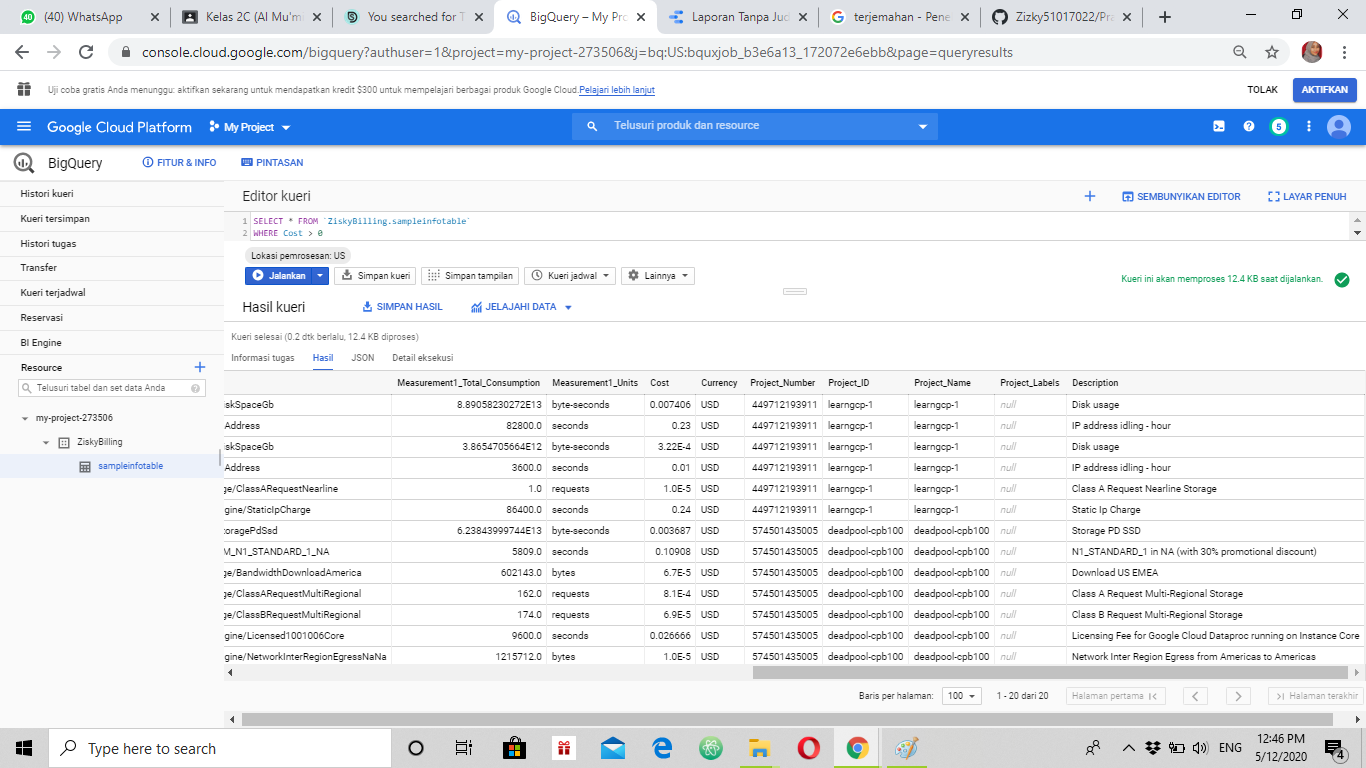 (40) WhatsApp
Kelas 2C (Al Mu'm
You searched for T
BigQuery – My Pro
Laporan Tanpa Jud
terjemahan - Pene
Zizky51017022/Pra
console.cloud.google.com/bigquery?authuser=1&project=my-project-273506&j=bq:US:bquxjob_b3e6a13_172072e6ebb&page=queryresults
Uji coba gratis Anda menunggu: aktifkan sekarang untuk mendapatkan kredit $300 untuk mempelajari berbagai produk Google Cloud. Pelajari lebih lanjut
TOLAK
AKTIFKAN
Google Cloud Platform
My Project
Telusuri produk dan resource
5
BigQuery
FITUR & INFO
PINTASAN
Histori kueri
Kueri tersimpan
Histori tugas
Transfer
Kueri terjadwal
Reservasi
BI Engine
Resource
Telusuri tabel dan set data Anda
my-project-273506
ZiskyBilling
sampleinfotable
Editor kueri
SEMBUNYIKAN EDITOR
LAYAR PENUH
1 SELECT * FROM `ZiskyBilling.sampleinfotable`
2 WHERE Cost > 0
Lokasi pemrosesan: US
Jalankan
Simpan kueri
Simpan tampilan
Kueri jadwal
Lainnya
Kueri ini akan memproses 12.4 KB saat dijalankan.
Hasil kueri
SIMPAN HASIL
JELAJAHI DATA
Kueri selesai (0.2 dtk berlalu, 12.4 KB diproses)
Informasi tugas
Hasil
JSON
Detail eksekusi
Measurement1_Total_Consumption Measurement1_Units Cost Currency Project_Number Project_ID Project_Name Project_Labels Description
skSpaceGb 8.89058230272E13 byte-seconds 0.007406 USD 449712193911 learngcp-1 learngcp-1 null Disk usage
Address 82800.0 seconds 0.23 USD 449712193911 learngcp-1 learngcp-1 null IP address idling - hour
skSpaceGb 3.8654705664E12 byte-seconds 3.22E-4 USD 449712193911 learngcp-1 learngcp-1 null Disk usage
Address 3600.0 seconds 0.01 USD 449712193911 learngcp-1 learngcp-1 null IP address idling - hour
ge/ClassARequestNearline 1.0 requests 1.0E-5 USD 449712193911 learngcp-1 learngcp-1 null Class A Request Nearline Storage
gine/StaticIpCharge 86400.0 seconds 0.24 USD 449712193911 learngcp-1 learngcp-1 null Static Ip Charge
toragePdSsd 6.23843999744E13 byte-seconds 0.003687 USD 574501435005 deadpool-cpb100 deadpool-cpb100 null Storage PD SSD
M_N1_STANDARD_1_NA 5809.0 seconds 0.10908 USD 574501435005 deadpool-cpb100 deadpool-cpb100 null N1_STANDARD_1 in NA (with 30% promotional discount)
ge/BandwidthDownloadAmerica 602143.0 bytes 6.7E-5 USD 574501435005 deadpool-cpb100 deadpool-cpb100 null Download US EMEA
ge/ClassARequestMultiRegional 162.0 requests 8.1E-4 USD 574501435005 deadpool-cpb100 deadpool-cpb100 null Class A Request Multi-Regional Storage
ge/ClassBRequestMultiRegional 174.0 requests 6.9E-5 USD 574501435005 deadpool-cpb100 deadpool-cpb100 null Class B Request Multi-Regional Storage
gine/Licensed1001006Core 9600.0 seconds 0.026666 USD 574501435005 deadpool-cpb100 deadpool-cpb100 null Licensing Fee for Google Cloud Dataproc running on Instance Core
gine/NetworkInterRegionEgressNaNa 1215712.0 bytes 1.0E-5 USD 574501435005 deadpool-cpb100 deadpool-cpb100 null Network Inter Region Egress from Americas to Americas
Baris per halaman: 100 1 - 20 dari 20 Halaman pertama Halaman terakhir
Type here to search
ENG
12:46 PM
5/12/2020
4